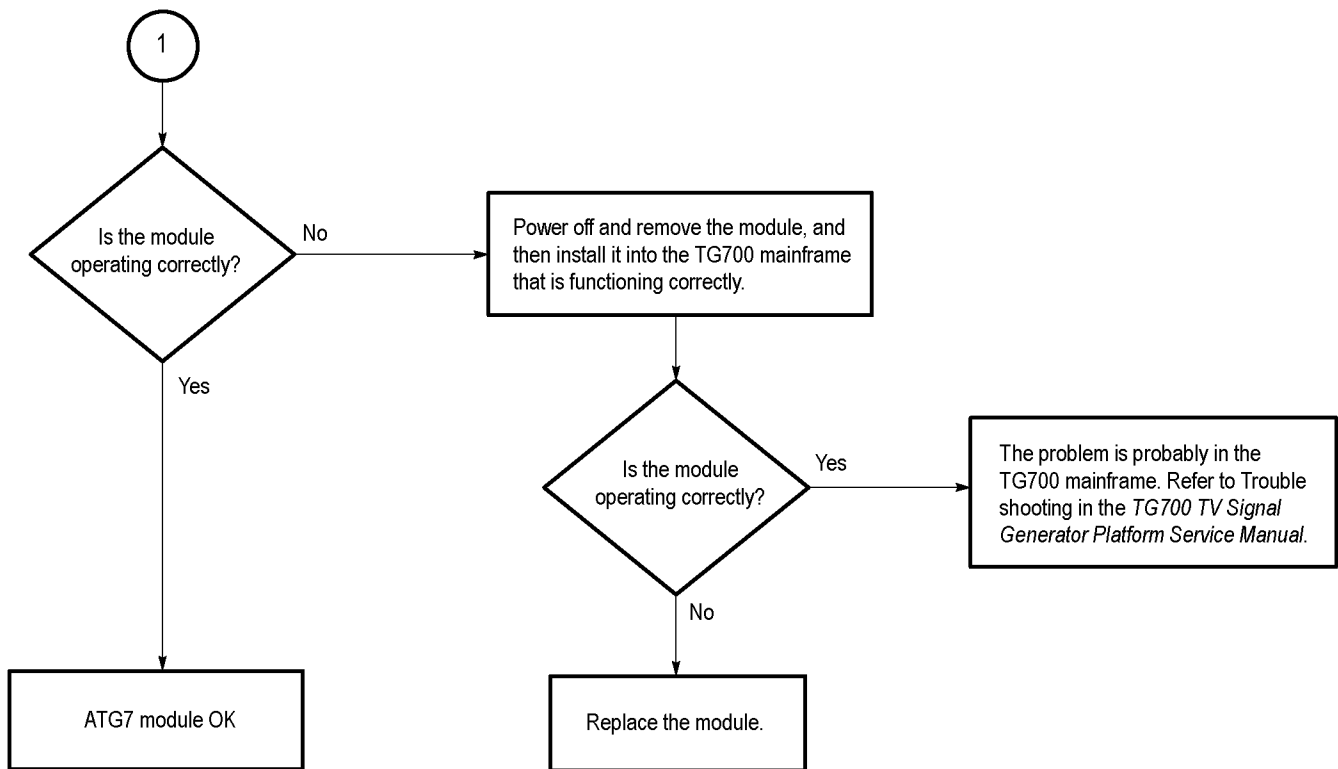 1
Is the module
operating correctly?
No
Power off and remove the module, and
then install it into the TG700 mainframe
that is functioning correctly.
Yes
Is the module
operating correctly?
Yes
The problem is probably in the
TG700 mainframe. Refer to Trouble
shooting in the TG700 TV Signal
Generator Platform Service Manual.
No
ATG7 module OK
Replace the module.